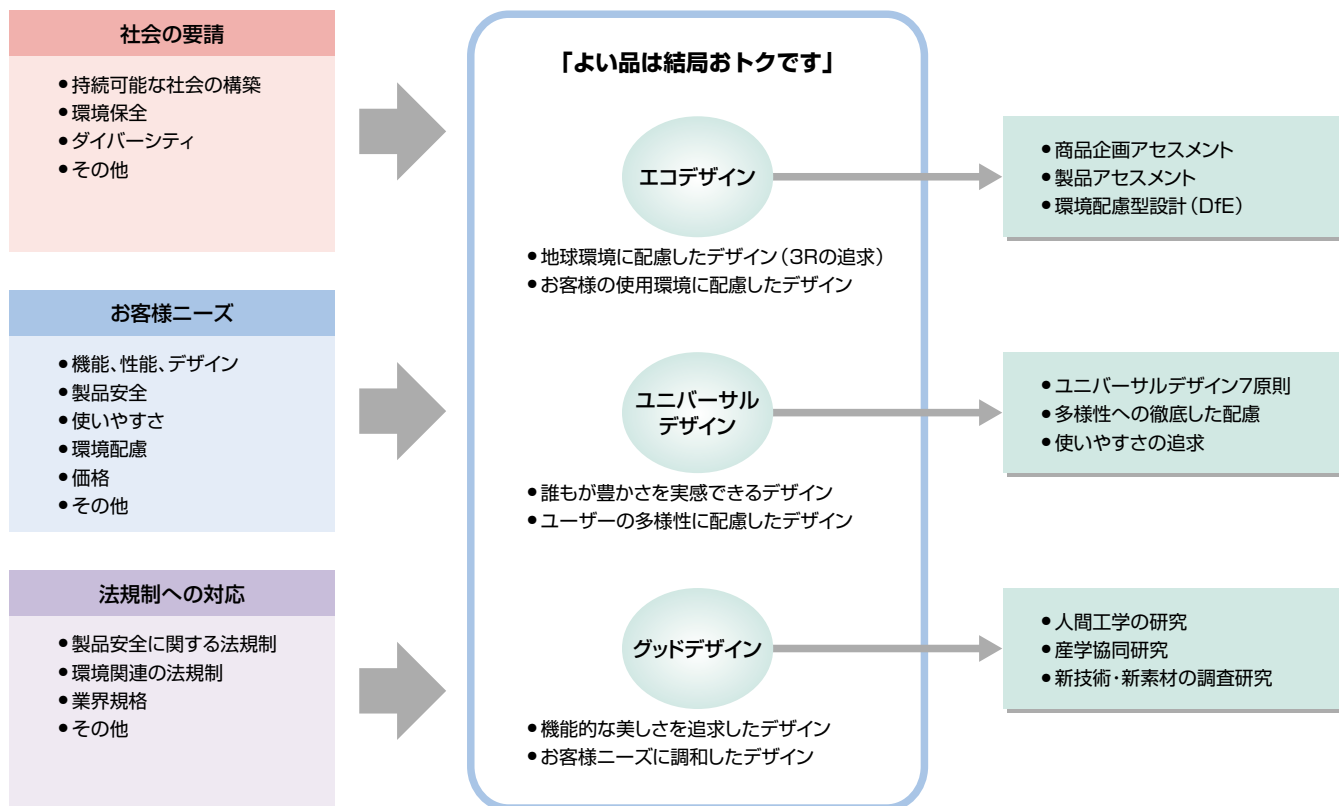 社会の要請
●持続可能な社会の構築
●環境保全
●ダイバーシティ
●その他
お客様ニーズ
●機能、性能、デザイン
●製品安全
●使いやすさ
●環境配慮
●価格
●その他
法規制への対応
●製品安全に関する法規制
●環境関連の法規制
●業界規格
●その他
「よい品は結局おトクです」
エコデザイン
●地球環境に配慮したデザイン(3Rの追求)
●お客様の使用環境に配慮したデザイン
ユニバーサル
デザイン
●誰もが豊かさを実感できるデザイン
●ユーザーの多様性に配慮したデザイン
グッドデザイン
●機能的な美しさを追求したデザイン
●お客様ニーズに調和したデザイン
●商品企画アセスメント
●製品アセスメント
●環境配慮型設計(DfE)
●ユニバーサルデザイン7原則
●多様性への徹底した配慮
●使いやすさの追求
●人間工学の研究
●産学協同研究
●新技術・新素材の調査研究